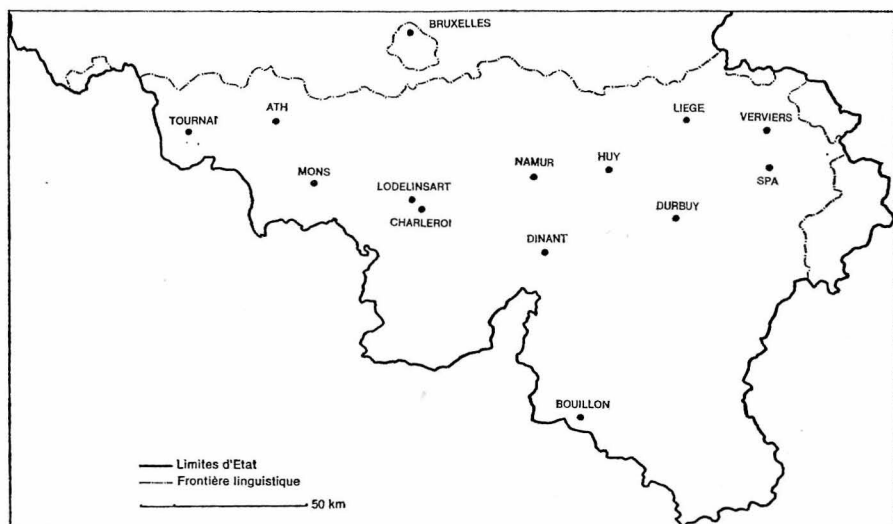 BRUXELLES
TOURNAI
ATH
LIEGE
VERVIERS
MONS
NAMUR
HUY
SPA
LODELINSART
CHARLEROI
DURBUY
DINANT
BOUILLON
Limites d'Etat
Frontière linguistique
50 km